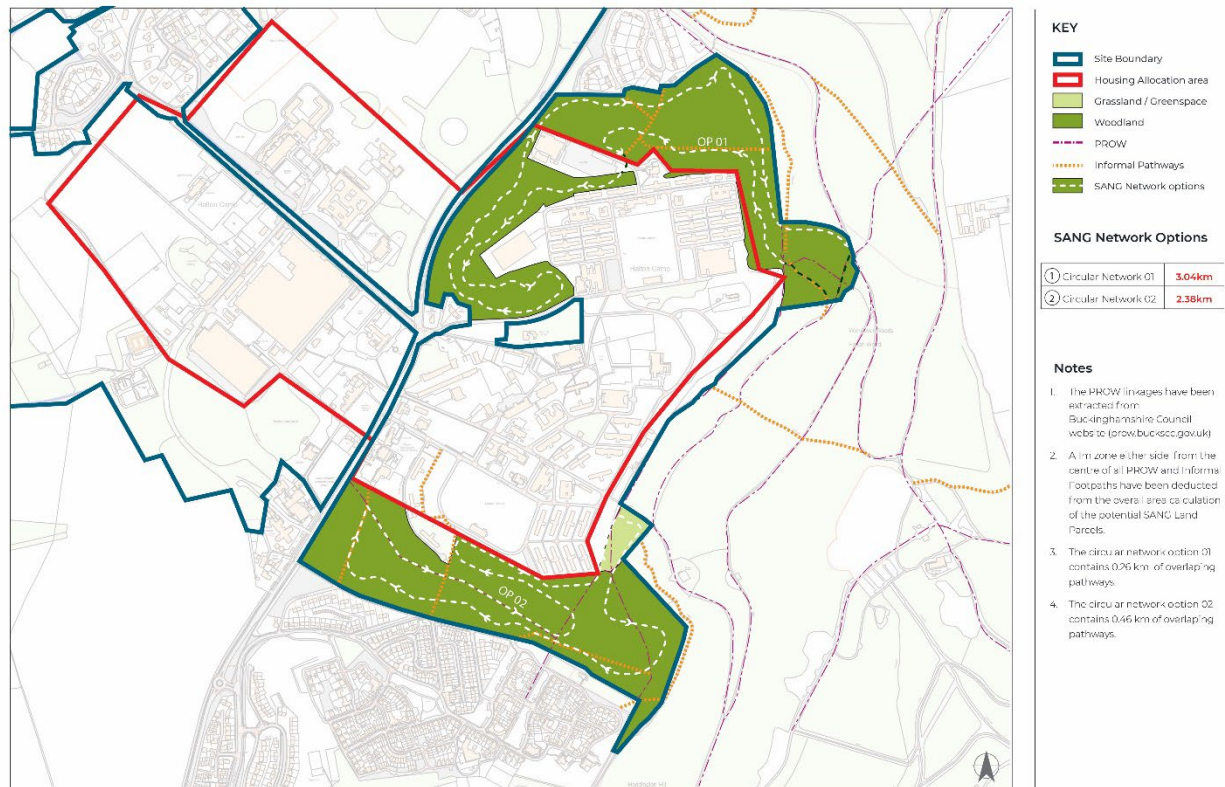 OP 01
Halton Camp
Halton Camp
OP 02
KEY
Site Boundary
Housing Allocation area
Grassland / Greenspace
Woodland
PROW
Informal Pathways
SANG Network options
SANG Network Options
1 Circular Network 01 3.04km
2 Circular Network 02 2.38km
Notes
1. The PROW linkages have been
extracted from
Buckinghamshire Council
website (prow.buckscc.gov.uk)
2. A 1m zone either side from the
centre of all PROW and Informal
Footpaths have been deducted
from the overall area calculation
of the potential SANG Land
Parcels.
3. The circular network option 01
contains 0.26 km of overlaping
pathways.
4. The circular network option 02
contains 0.46 km of overlaping
pathways.